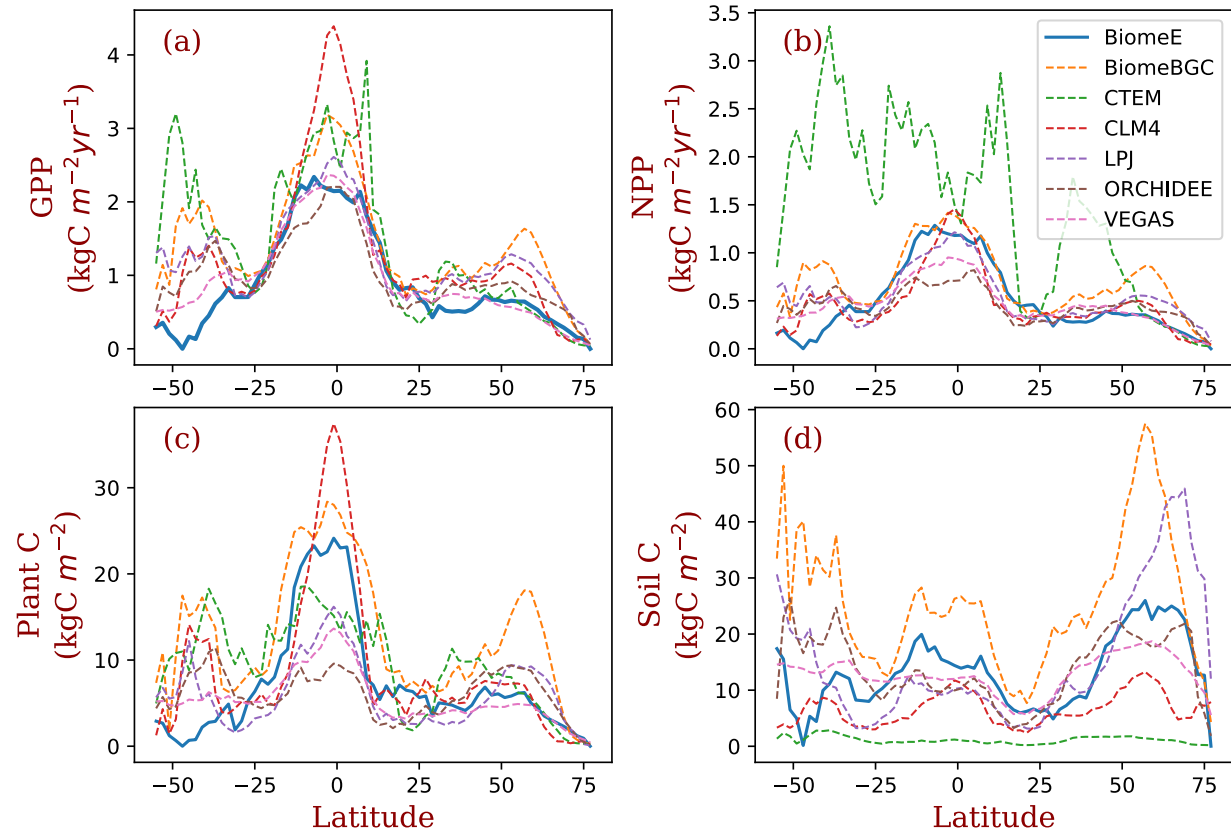 (a)
GPP
(kgC m⁻²yr⁻¹)
4
3
2
1
0
−50
−25
0
25
50
75
(b)
NPP
(kgC m⁻²yr⁻¹)
3.5
3.0
2.5
2.0
1.5
1.0
0.5
0.0
−50
−25
0
25
50
75
BiomeE
BiomeBGC
CTEM
CLM4
LPJ
ORCHIDEE
VEGAS
(c)
Plant C
(kgC m⁻²)
30
20
10
0
−50
−25
0
25
50
75
Latitude
(d)
Soil C
(kgC m⁻²)
60
50
40
30
20
10
0
−50
−25
0
25
50
75
Latitude